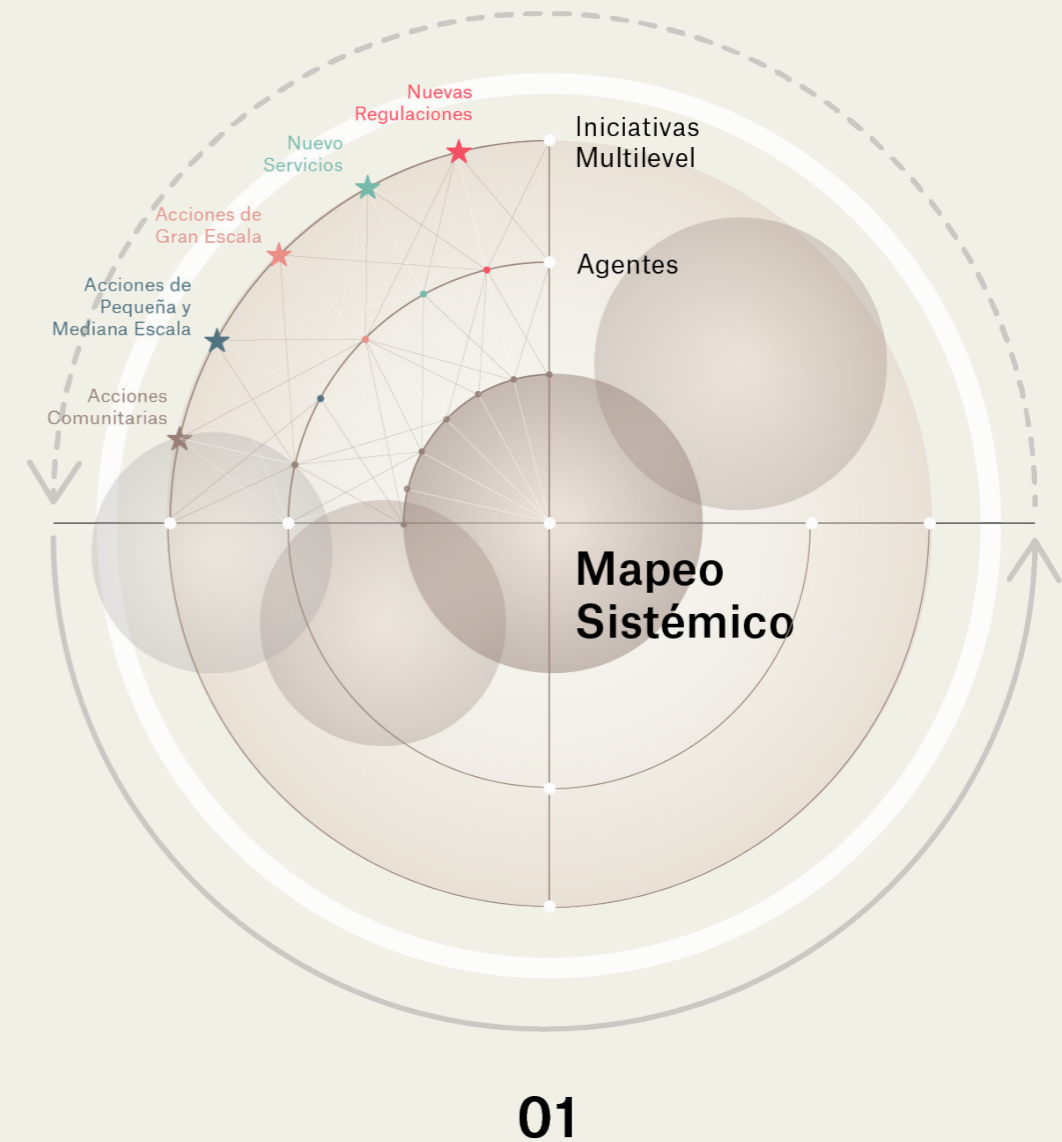 Nuevas
Regulaciones
Nuevo
Servicios
Acciones de
Gran Escala
Acciones de
Pequeña y
Mediana Escala
Acciones
Comunitarias
Iniciativas
Multilevel
Agentes
Mapeo
Sistémico
01